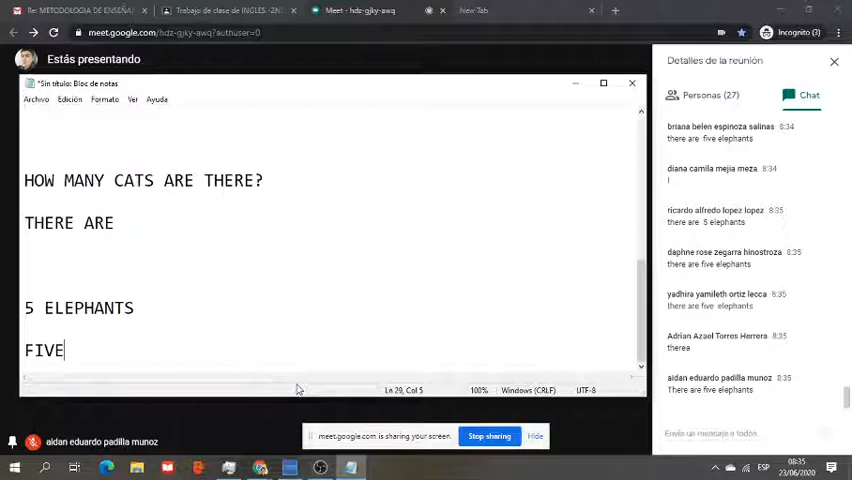 Re: METODOLOGIA DE ENSEÑA/
Trabajo de clase de INGLES -2N
Meet - hdz-gjky-awq
New Tab
meet.google.com/hdz-gjky-awq?authuser=0
Incognito (3)
Estás presentando
*Sin título: Bloc de notas
Archivo Edición Formato Ver Ayuda
HOW MANY CATS ARE THERE?
THERE ARE
5 ELEPHANTS
FIVE
Ln 29, Col 5 100% Windows (CRLF) UTF-8
aidan eduardo padilla munoz
meet.google.com is sharing your screen. Stop sharing Hide
Detalles de la reunión
Personas (27) Chat
briana belen espinoza salinas 8:34
there are five elephants
diana camila mejia meza 8:34
I
ricardo alfredo lopez lopez 8:35
there are 5 elephants
daphne rose zegarra hinostroza 8:35
there are five elephants
yadhira yamileth ortiz lecca 8:35
there are five elephants
Adrian Azael Torres Herrera 8:35
therea
aidan eduardo padilla munoz 8:35
There are five elephants
Envía un mensaje a todos
ESP
08:35
23/06/2020